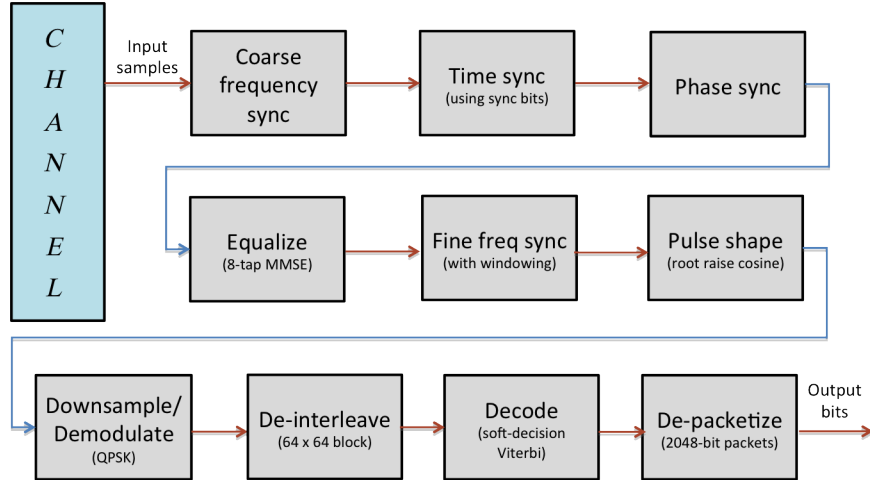 C
H
A
N
N
E
L
Input
samples
Coarse
frequency
sync
Time sync
(using sync bits)
Phase sync
Equalize
(8-tap MMSE)
Fine freq sync
(with windowing)
Pulse shape
(root raise cosine)
Downsample/
Demodulate
(QPSK)
De-interleave
(64 x 64 block)
Decode
(soft-decision
Viterbi)
De-packetize
(2048-bit packets)
Output
bits